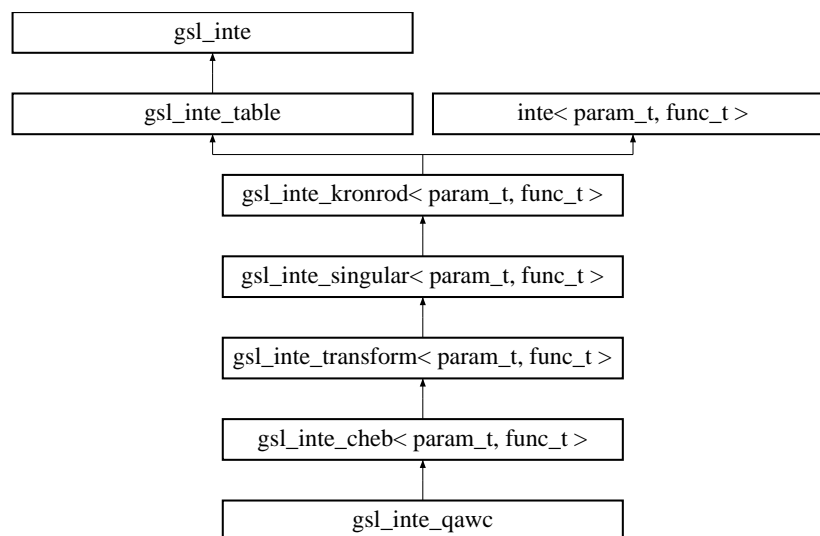 gsl_inte
gsl_inte_table
inte< param_t, func_t >
gsl_inte_kronrod< param_t, func_t >
gsl_inte_singular< param_t, func_t >
gsl_inte_transform< param_t, func_t >
gsl_inte_cheb< param_t, func_t >
gsl_inte_qawc